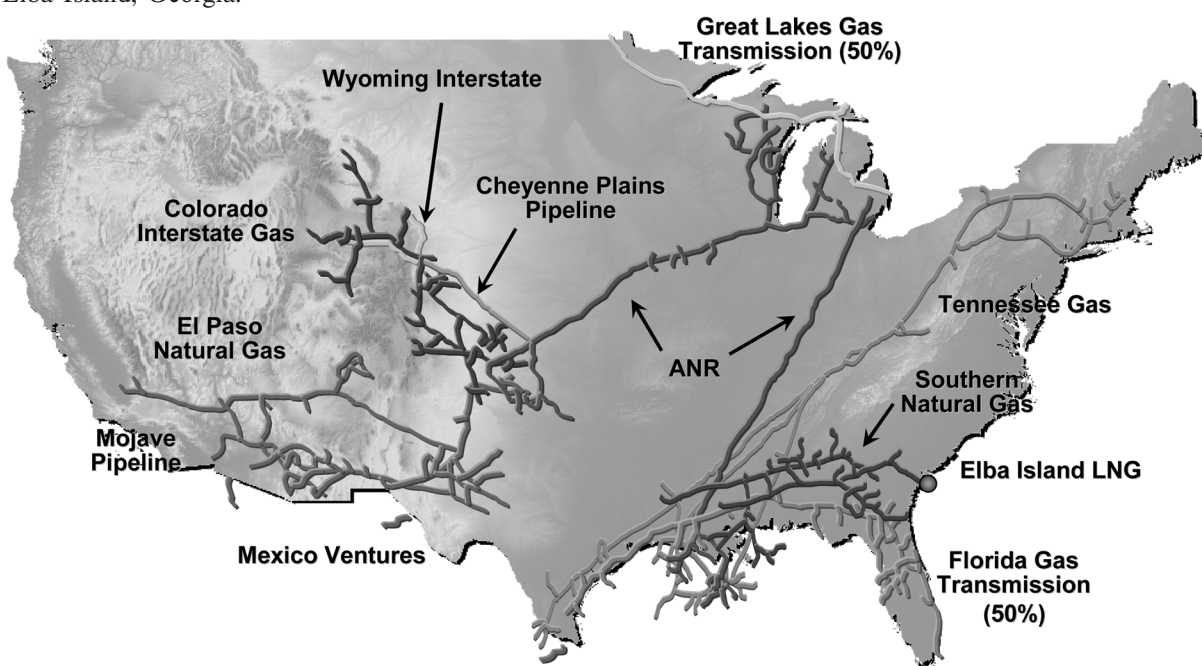 Elba Island, Georgia.
Great Lakes Gas
Transmission (50%)
Wyoming Interstate
Cheyenne Plains
Pipeline
Colorado
Interstate Gas
El Paso
Natural Gas
Tennessee Gas
ANR
Southern
Natural Gas
Mojave
Pipeline
Elba Island LNG
Mexico Ventures
Florida Gas
Transmission
(50%)